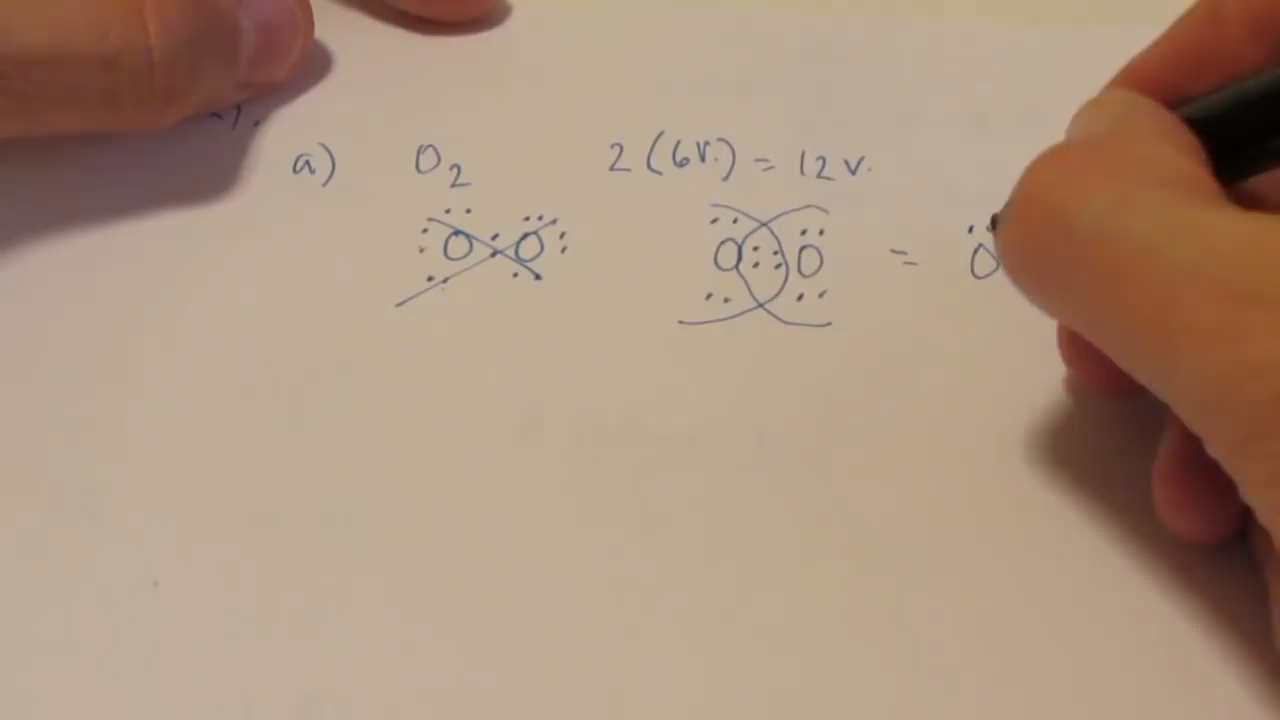 a) O₂ 2 (6v.) = 12 v.
:Ö:Ö: Ö::Ö = Ö